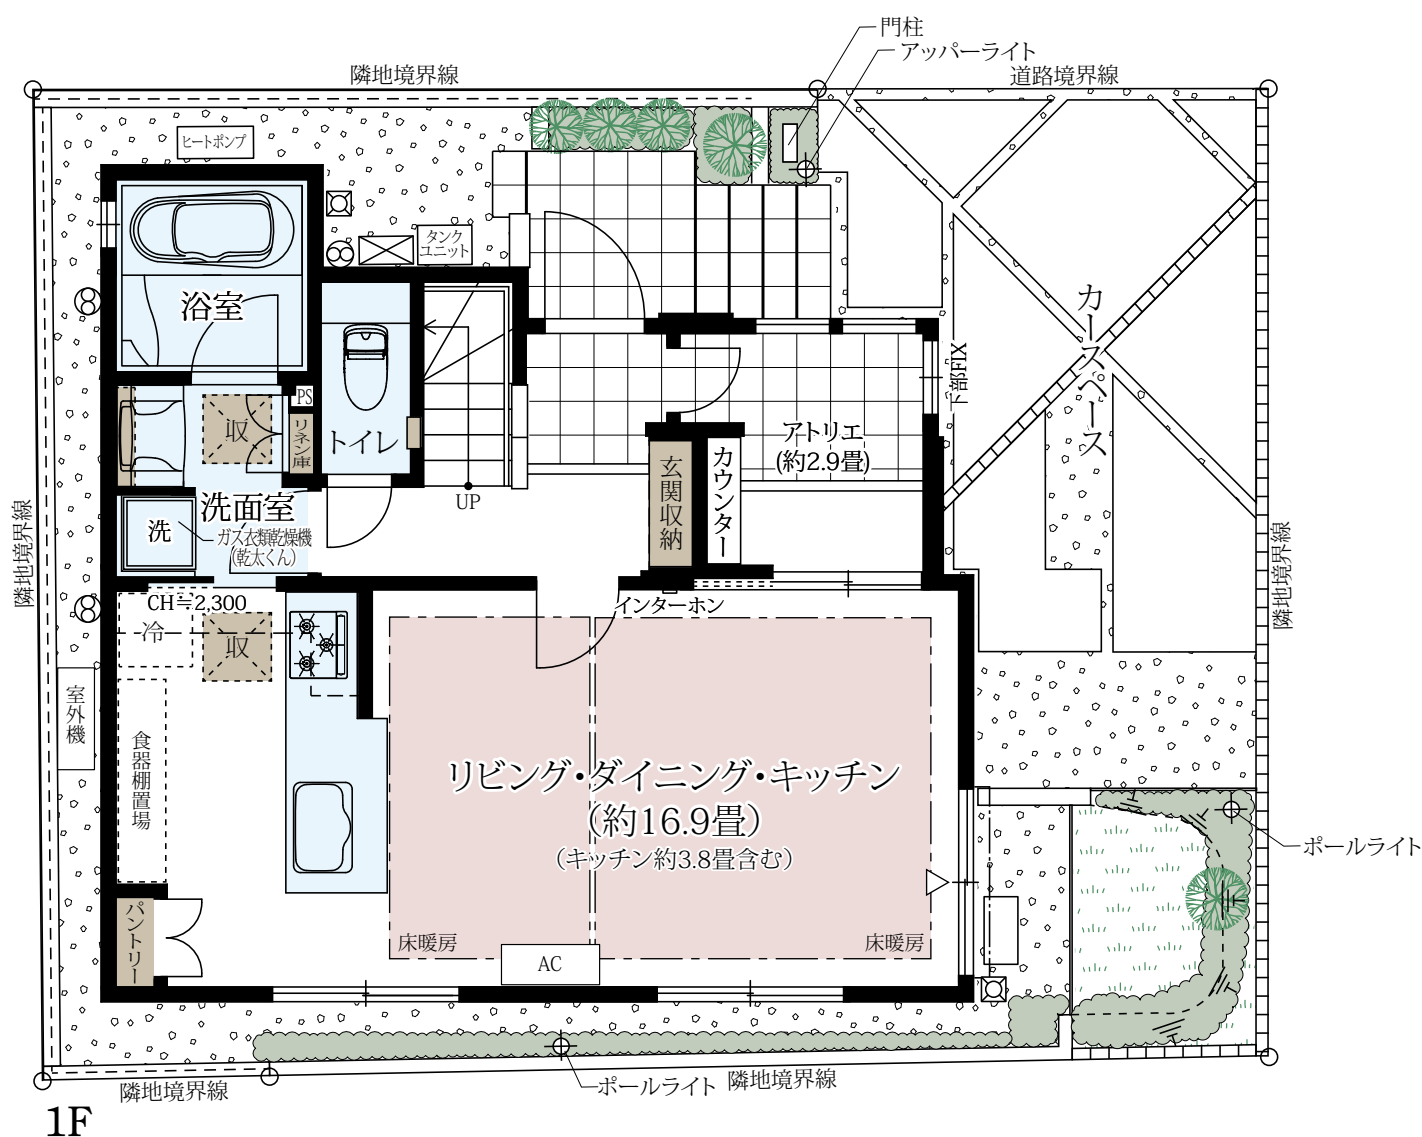 門柱
アッパーライト
隣地境界線
道路境界線
ヒートポンプ
タンク
ユニット
浴室
カースペース
下部FIX
PS
収
リネン庫
トイレ
アトリエ
(約2.9畳)
玄関収納
カウンター
UP
洗面室
洗
ガス衣類乾燥機
(乾太くん)
隣地境界線
隣地境界線
CH≒2,300
インターホン
冷
収
室外機
食器棚置場
リビング・ダイニング・キッチン
(約16.9畳)
(キッチン約3.8畳含む)
ポールライト
パントリー
床暖房
床暖房
AC
隣地境界線
ポールライト
隣地境界線
1F